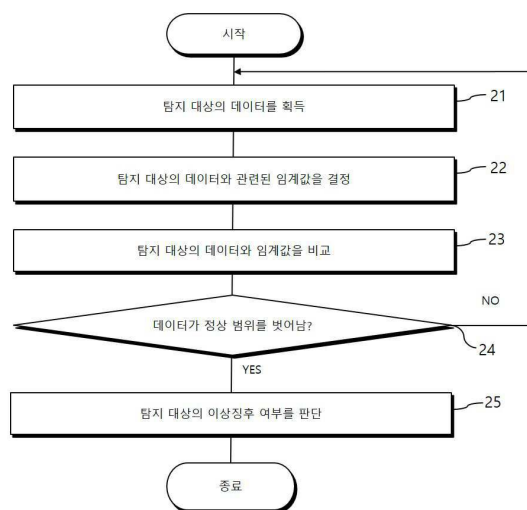 시작
탐지 대상의 데이터를 획득
21
탐지 대상의 데이터와 관련된 임계값을 결정
22
탐지 대상의 데이터와 임계값을 비교
23
데이터가 정상 범위를 벗어남?
NO
24
YES
탐지 대상의 이상징후 여부를 판단
25
종료